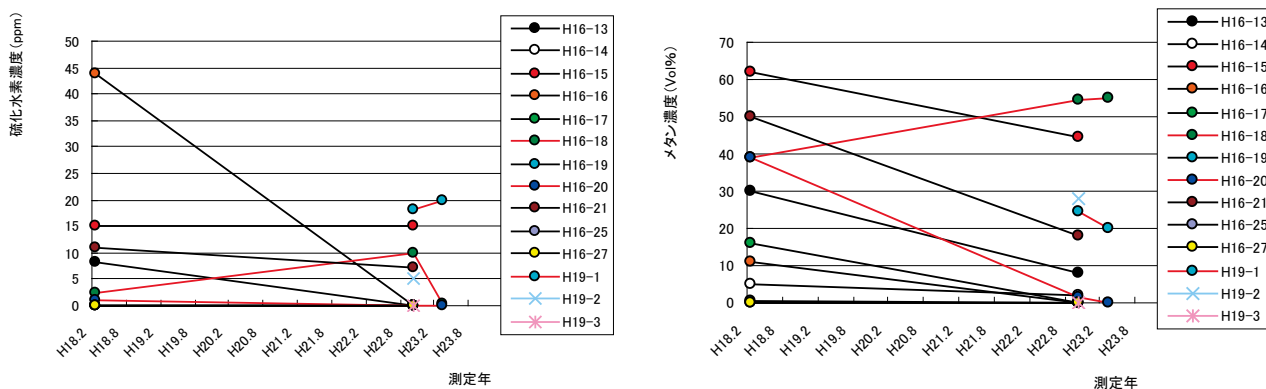 硫化水素濃度(ppm)
50
45
40
35
30
25
20
15
10
5
0
H18.2
H18.8
H19.2
H19.8
H20.2
H20.8
H21.2
H21.8
H22.2
H22.8
H23.2
H23.8
測定年
H16-13
H16-14
H16-15
H16-16
H16-17
H16-18
H16-19
H16-20
H16-21
H16-25
H16-27
H19-1
H19-2
H19-3
メタン濃度(Vol%)
70
60
50
40
30
20
10
0
H18.2
H18.8
H19.2
H19.8
H20.2
H20.8
H21.2
H21.8
H22.2
H22.8
H23.2
H23.8
測定年
H16-13
H16-14
H16-15
H16-16
H16-17
H16-18
H16-19
H16-20
H16-21
H16-25
H16-27
H19-1
H19-2
H19-3